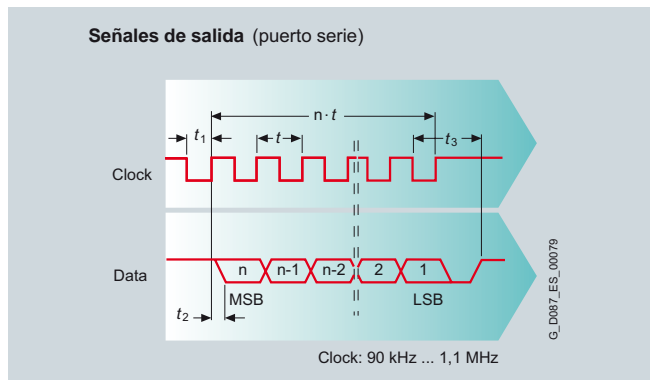 Señales de salida (puerto serie)
n · t
t1
t
t3
Clock
Data
n
n-1
n-2
2
1
MSB
LSB
t2
Clock: 90 kHz ... 1,1 MHz
G_D087_ES_00079